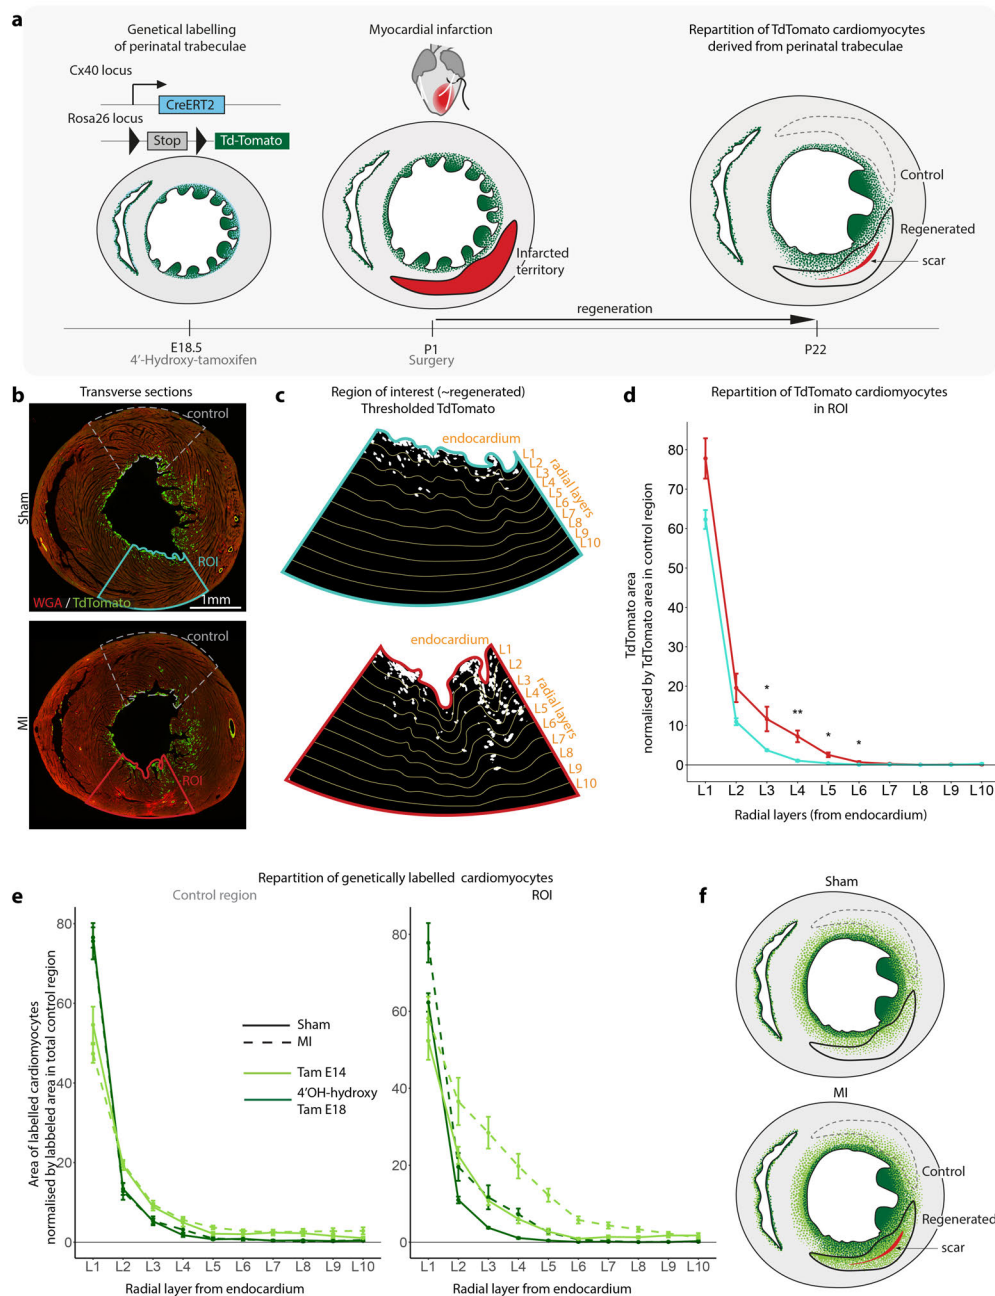 a
Genetical labelling
of perinatal trabeculae
Cx40 locus
CreERT2
Rosa26 locus
Stop
Td-Tomato
Myocardial infarction
Infarcted
territory
Repartition of TdTomato cardiomyocytes
derived from perinatal trabeculae
Control
Regenerated
scar
regeneration
E18.5
4'-Hydroxy-tamoxifen
P1
Surgery
P22
b
Transverse sections
Sham
control
ROI
WGA / TdTomato
1mm
MI
control
ROI
c
Region of interest (~regenerated)
Thresholded TdTomato
endocardium
L1
L2
L3
L4
L5
L6
L7
L8
L9
L10
radial layers
endocardium
L1
L2
L3
L4
L5
L6
L7
L8
L9
L10
radial layers
d
Repartition of TdTomato cardiomyocytes
in ROI
TdTomato area
normalised by TdTomato area in control region
80
70
60
50
40
30
20
10
0
*
**
*
*
L1 L2 L3 L4 L5 L6 L7 L8 L9 L10
Radial layers (from endocardium)
e
Repartition of genetically labelled cardiomyocytes
Control region
ROI
Area of labelled cardiomyocytes
normalised by labbeled area in total control region
80
60
40
20
0
L1 L2 L3 L4 L5 L6 L7 L8 L9 L10
Radial layer from endocardium
Sham
MI
Tam E14
4'OH-hydroxy
Tam E18
80
60
40
20
0
L1 L2 L3 L4 L5 L6 L7 L8 L9 L10
Radial layer from endocardium
f
Sham
MI
Control
Regenerated
scar